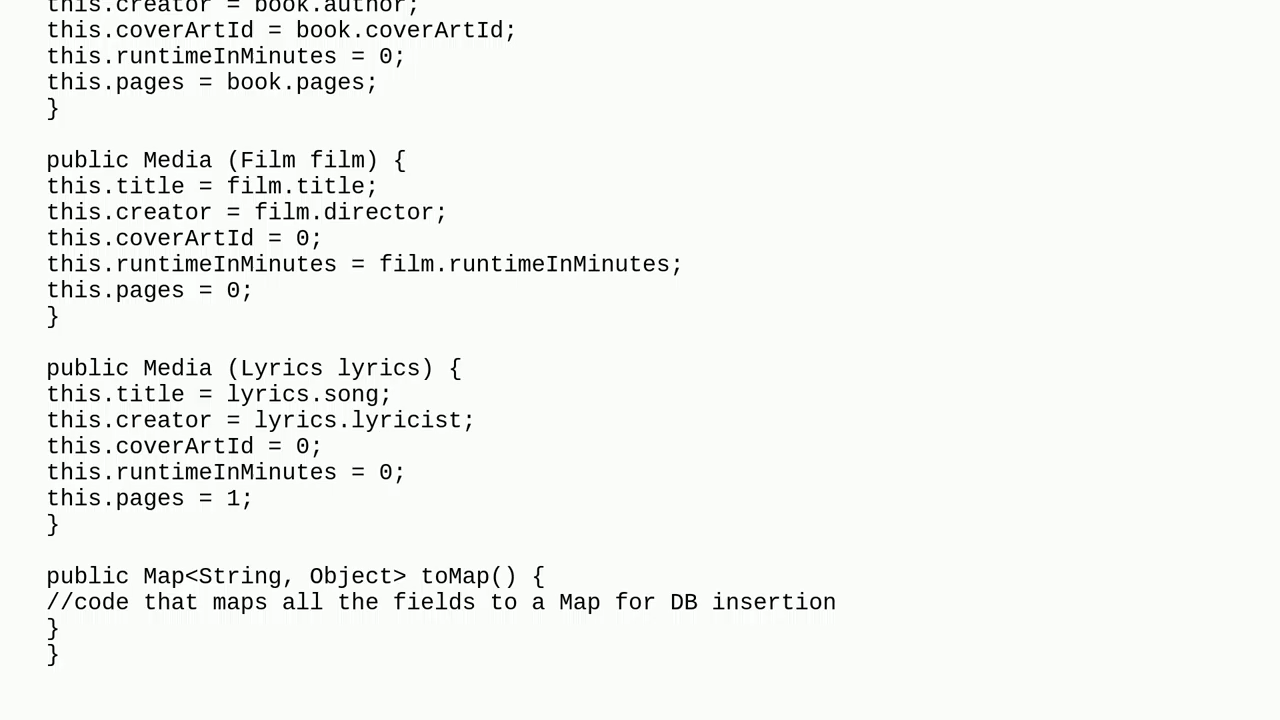 this.creator = book.author;
this.coverArtId = book.coverArtId;
this.runtimeInMinutes = 0;
this.pages = book.pages;
}
public Media (Film film) {
this.title = film.title;
this.creator = film.director;
this.coverArtId = 0;
this.runtimeInMinutes = film.runtimeInMinutes;
this.pages = 0;
}
public Media (Lyrics lyrics) {
this.title = lyrics.song;
this.creator = lyrics.lyricist;
this.coverArtId = 0;
this.runtimeInMinutes = 0;
this.pages = 1;
}
public Map<String, Object> toMap() {
//code that maps all the fields to a Map for DB insertion
}
}